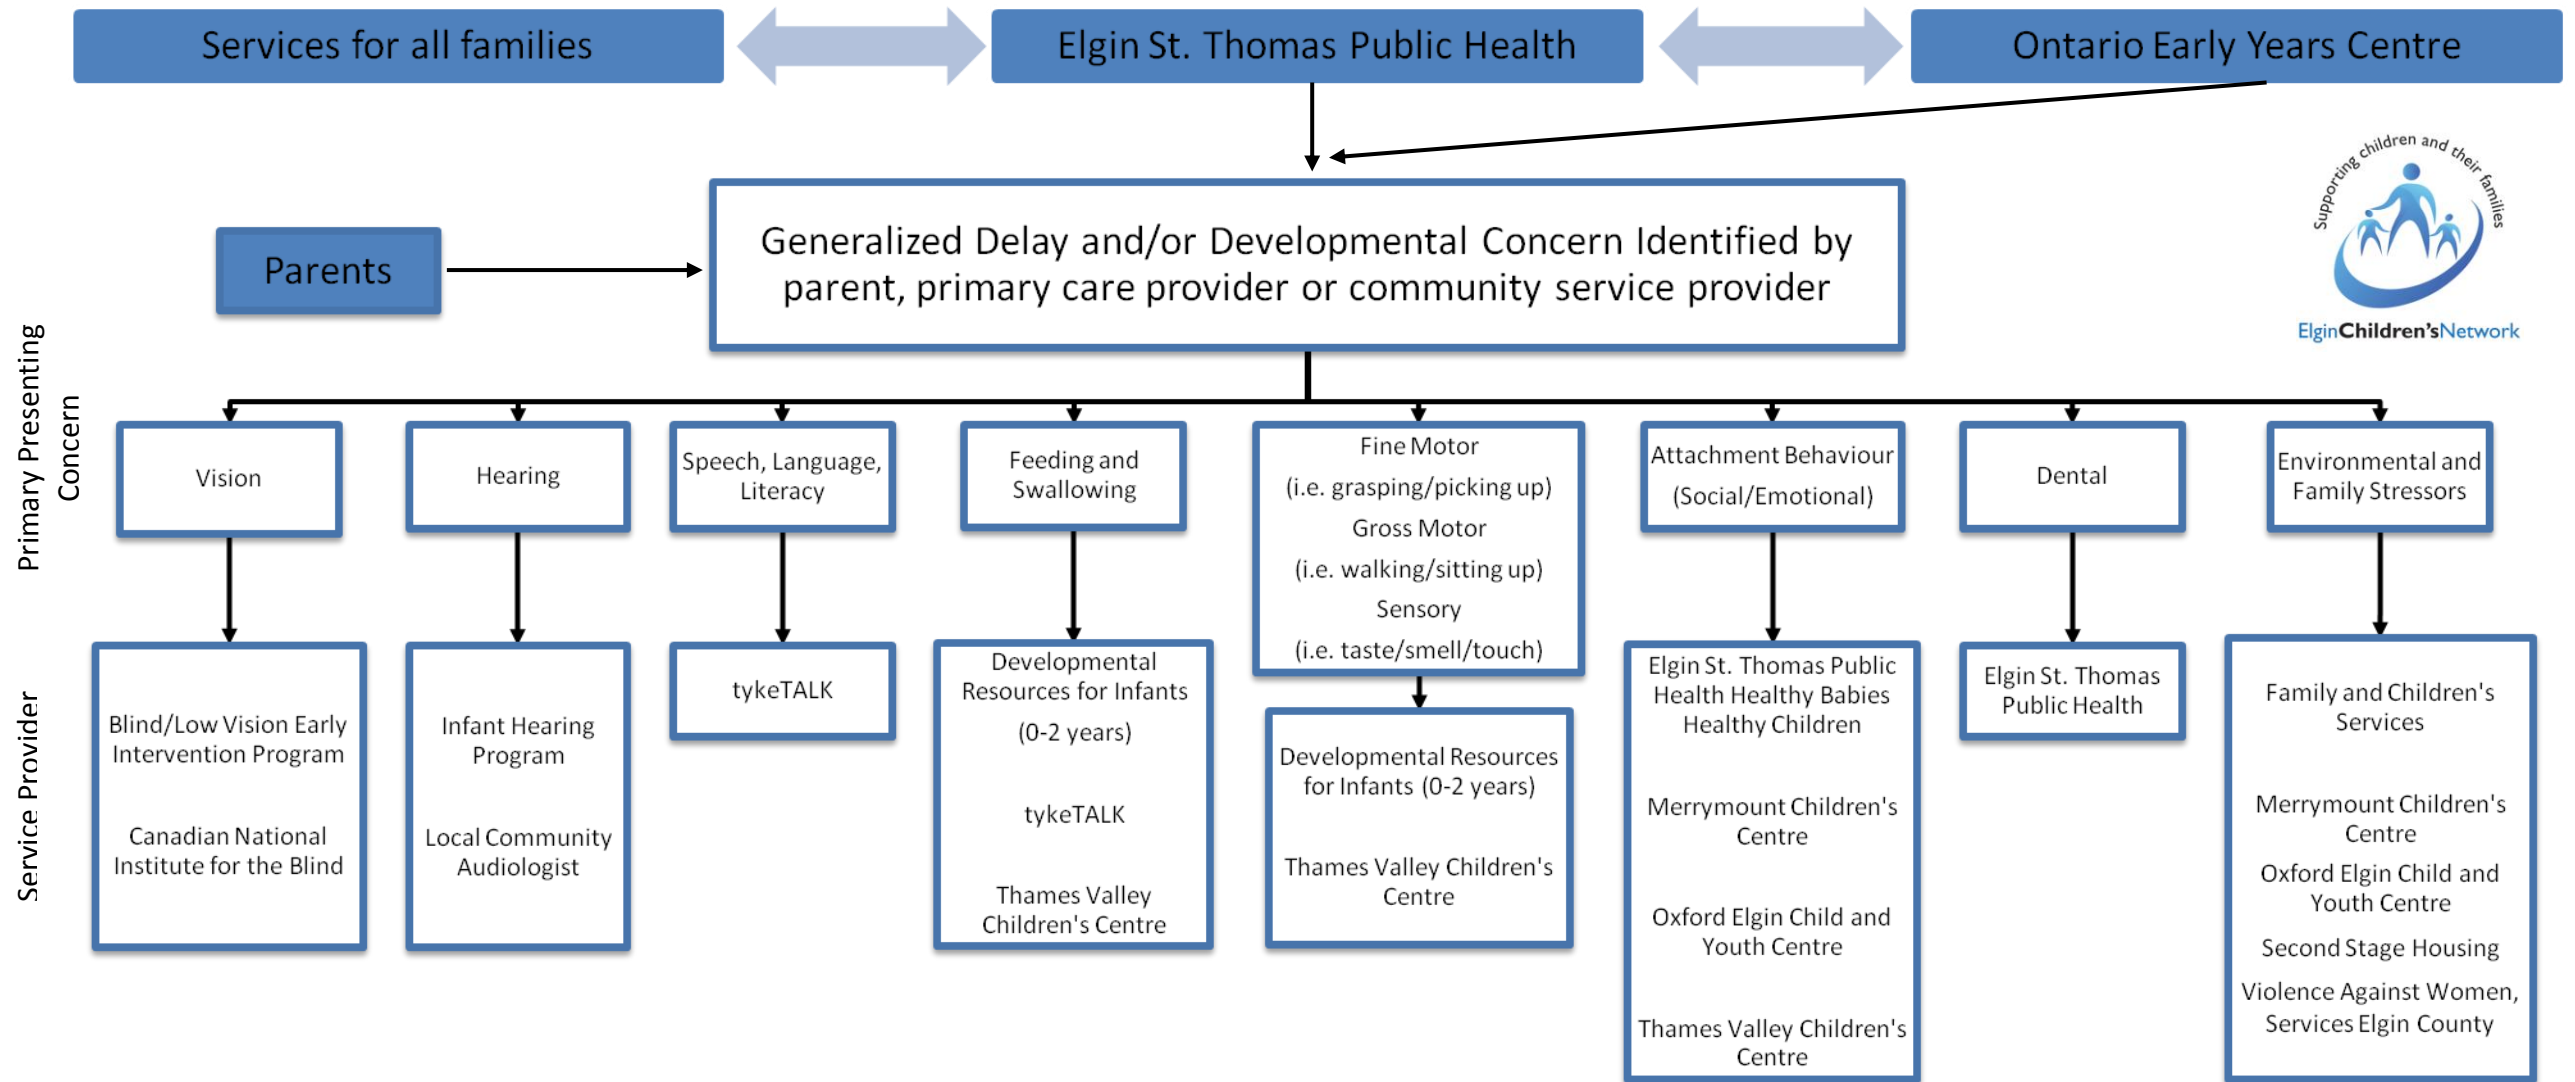 Services for all families
Elgin St. Thomas Public Health
Ontario Early Years Centre
Supporting children and their families
ElginChildren'sNetwork
Parents
Generalized Delay and/or Developmental Concern Identified by
parent, primary care provider or community service provider
Primary Presenting
Concern
Vision
Hearing
Speech, Language,
Literacy
Feeding and
Swallowing
Fine Motor
(i.e. grasping/picking up)
Gross Motor
(i.e. walking/sitting up)
Sensory
(i.e. taste/smell/touch)
Attachment Behaviour
(Social/Emotional)
Dental
Environmental and
Family Stressors
Service Provider
Blind/Low Vision Early
Intervention Program
Canadian National
Institute for the Blind
Infant Hearing
Program
Local Community
Audiologist
tykeTALK
Developmental
Resources for Infants
(0-2 years)
tykeTALK
Thames Valley
Children's Centre
Developmental Resources
for Infants (0-2 years)
Thames Valley Children's
Centre
Elgin St. Thomas Public
Health Healthy Babies
Healthy Children
Merrymount Children's
Centre
Oxford Elgin Child and
Youth Centre
Thames Valley Children's
Centre
Elgin St. Thomas
Public Health
Family and Children's
Services
Merrymount Children's
Centre
Oxford Elgin Child and
Youth Centre
Second Stage Housing
Violence Against Women,
Services Elgin County